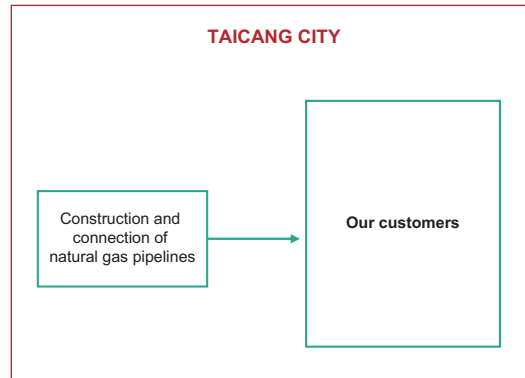 TAICANG CITY
Construction and
connection of
natural gas pipelines
Our customers